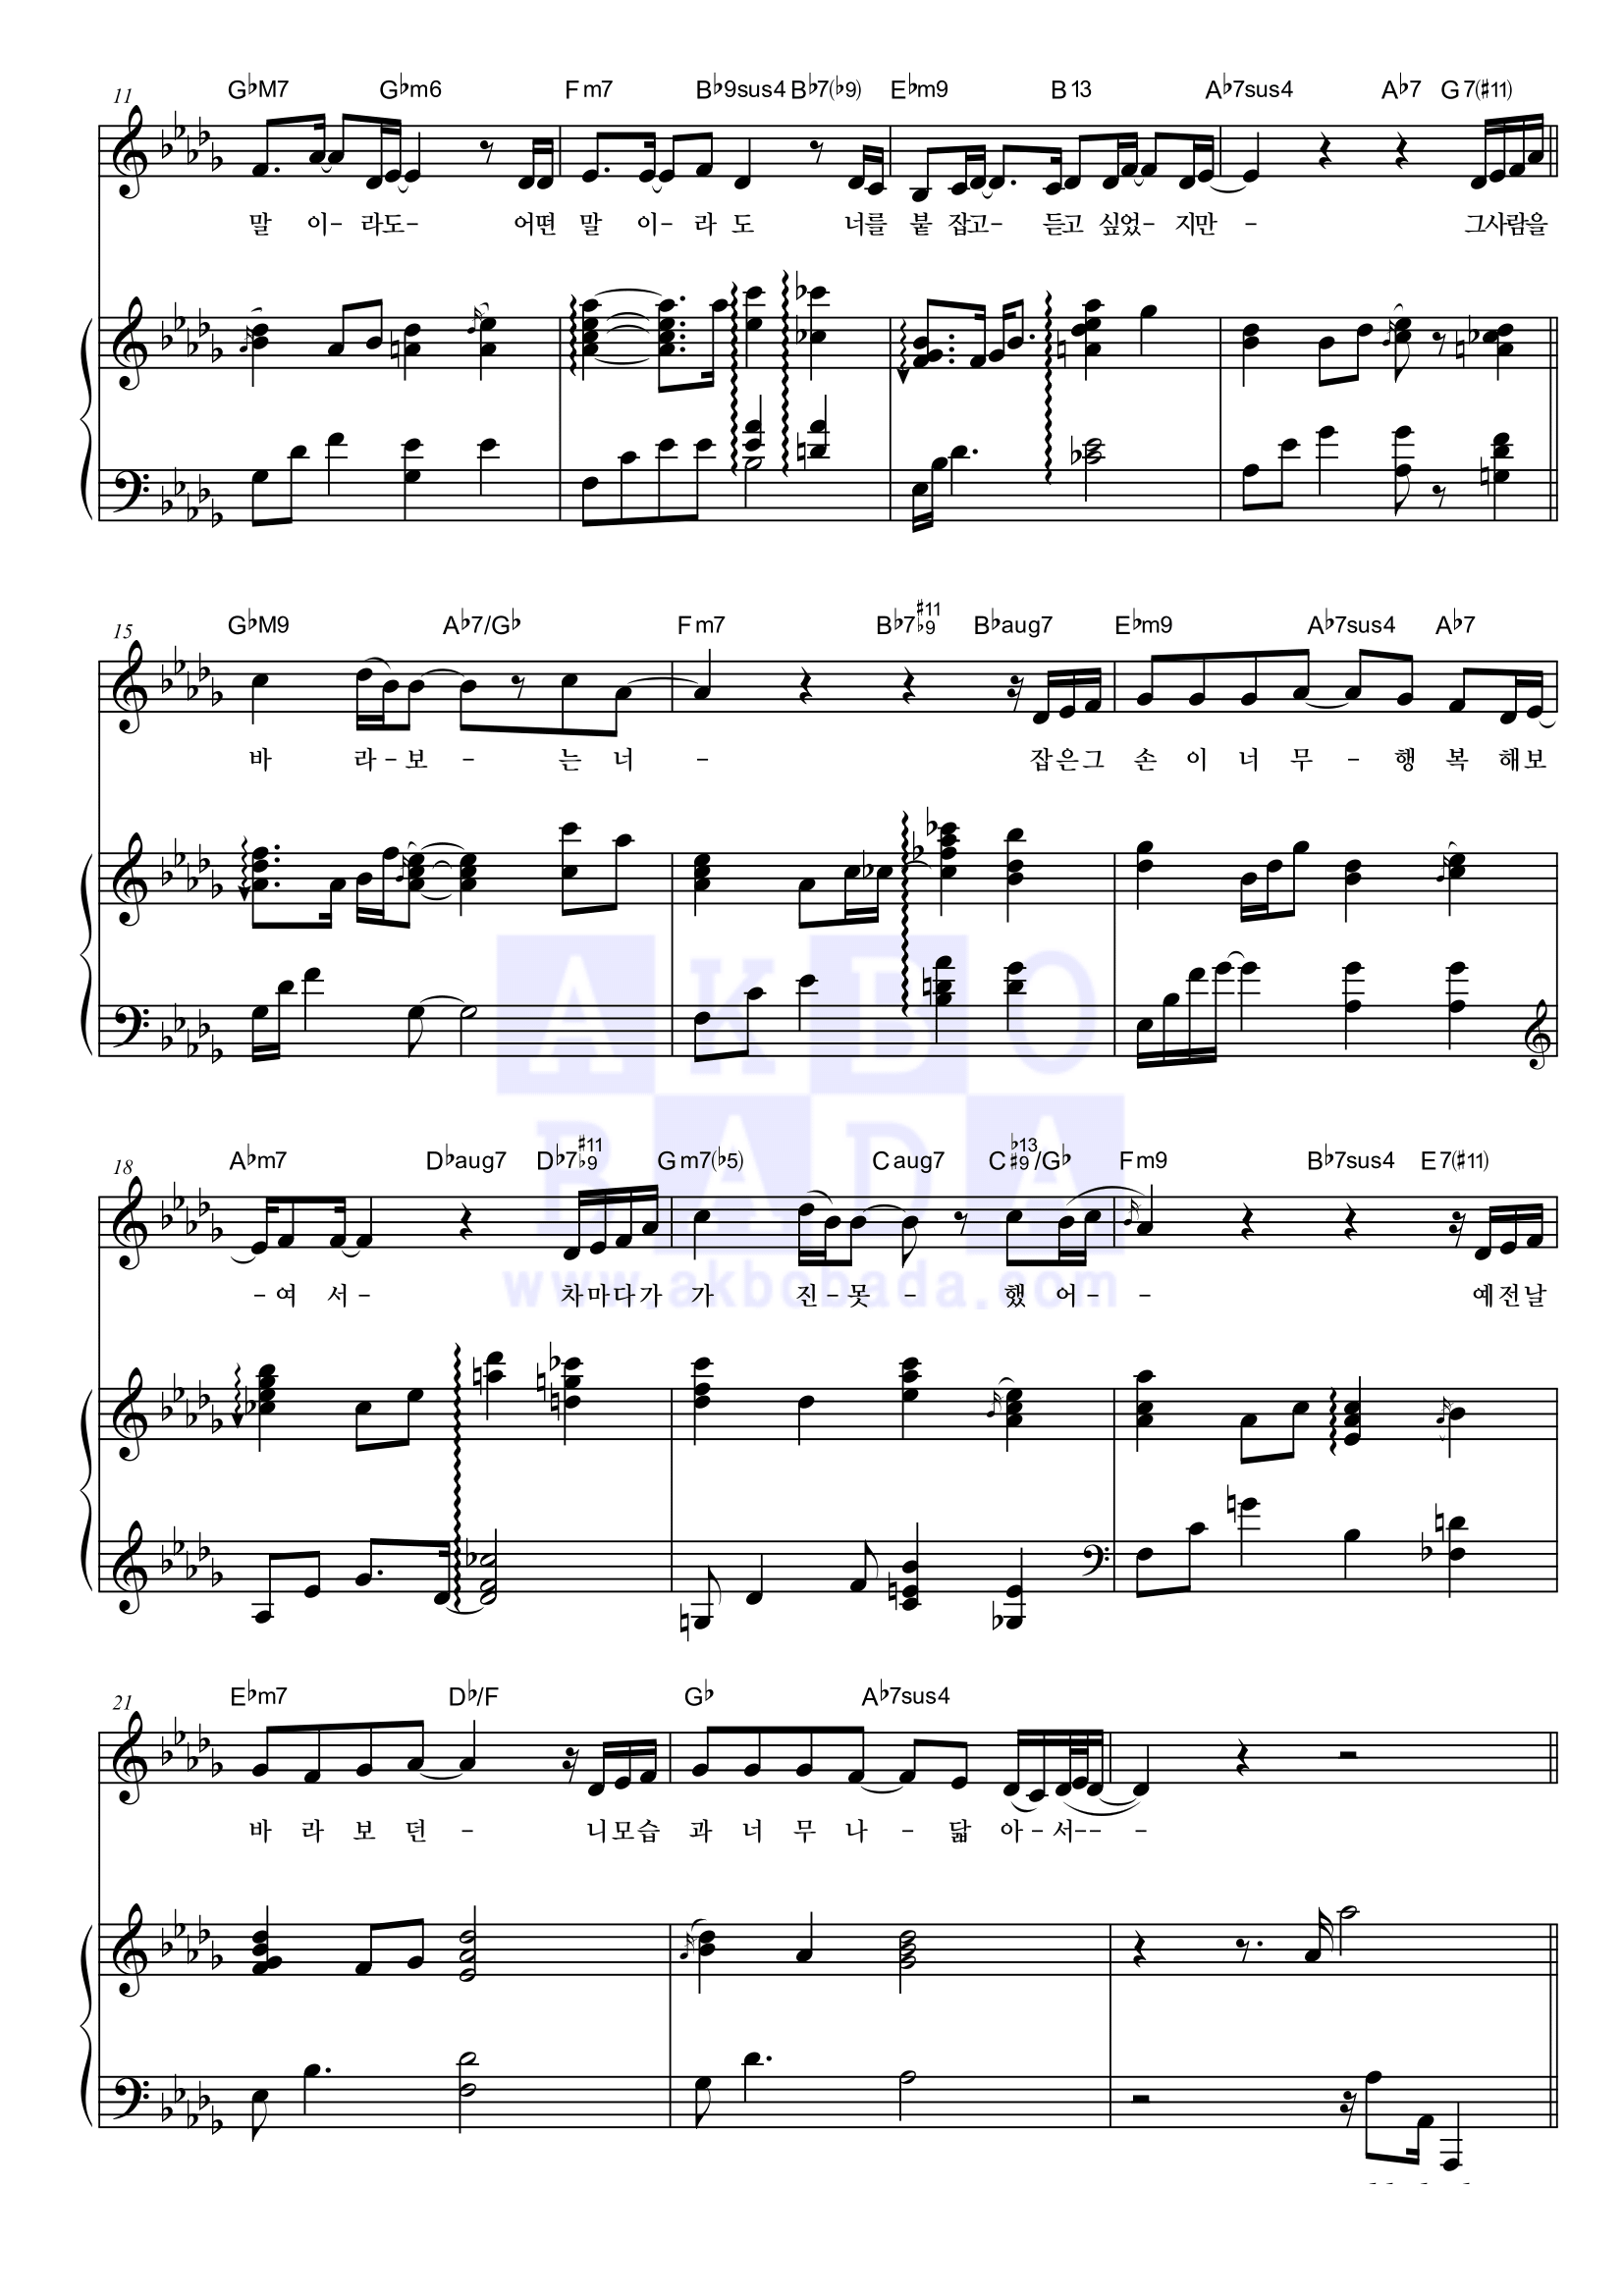 11 G♭M7 G♭m6 Fm7 B♭9sus4 B♭7(♭9) E♭m9 B13 A♭7sus4 A♭7 G7(#11)
말 이 - 라도 - 어떤 말 이 - 라 도 너를 붙 잡고 - 듣고 싶었 - 지만 - 그사람을
15 G♭M9 A♭7/G♭ Fm7 B♭7#11♭9 B♭aug7 E♭m9 A♭7sus4 A♭7
바 라 - 보 - 는 너 - 잡은그 손 이 너 무 - 행 복 해보
AKBO
18 A♭m7 D♭aug7 D♭7#11♭9 Gm7(♭5) Caug7 C♭13#9/G♭ Fm9 B♭7sus4 E7(#11)
BADA
- 여 서 - 차마다가 가 진 - 못 - 했 어 - - 예전날
www.akbobada.com
21 E♭m7 D♭/F G♭ A♭7sus4
바 라 보 던 - 니모습 과 너 무 나 - 닮 아 - 서 - - -